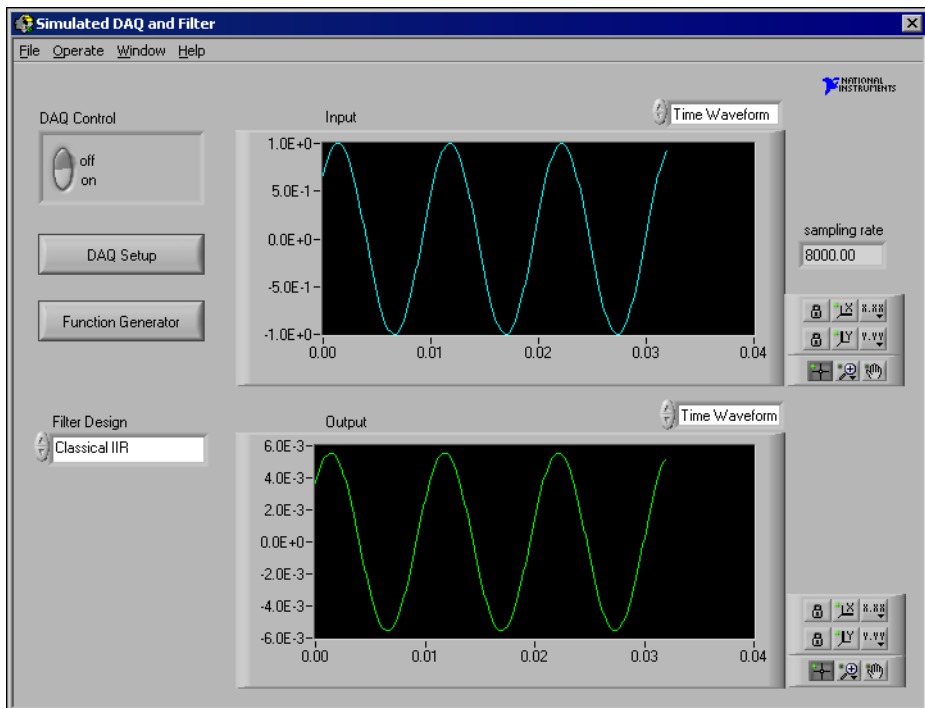 Simulated DAQ and Filter
File Operate Window Help
NATIONAL INSTRUMENTS
DAQ Control
off
on
DAQ Setup
Function Generator
Input
Time Waveform
1.0E+0
5.0E-1
0.0E+0
-5.0E-1
-1.0E+0
0.00 0.01 0.02 0.03 0.04
sampling rate
8000.00
X.XX
Y.YY
Filter Design
Classical IIR
Output
Time Waveform
6.0E-3
4.0E-3
2.0E-3
0.0E+0
-2.0E-3
-4.0E-3
-6.0E-3
0.00 0.01 0.02 0.03 0.04
X.XX
Y.YY